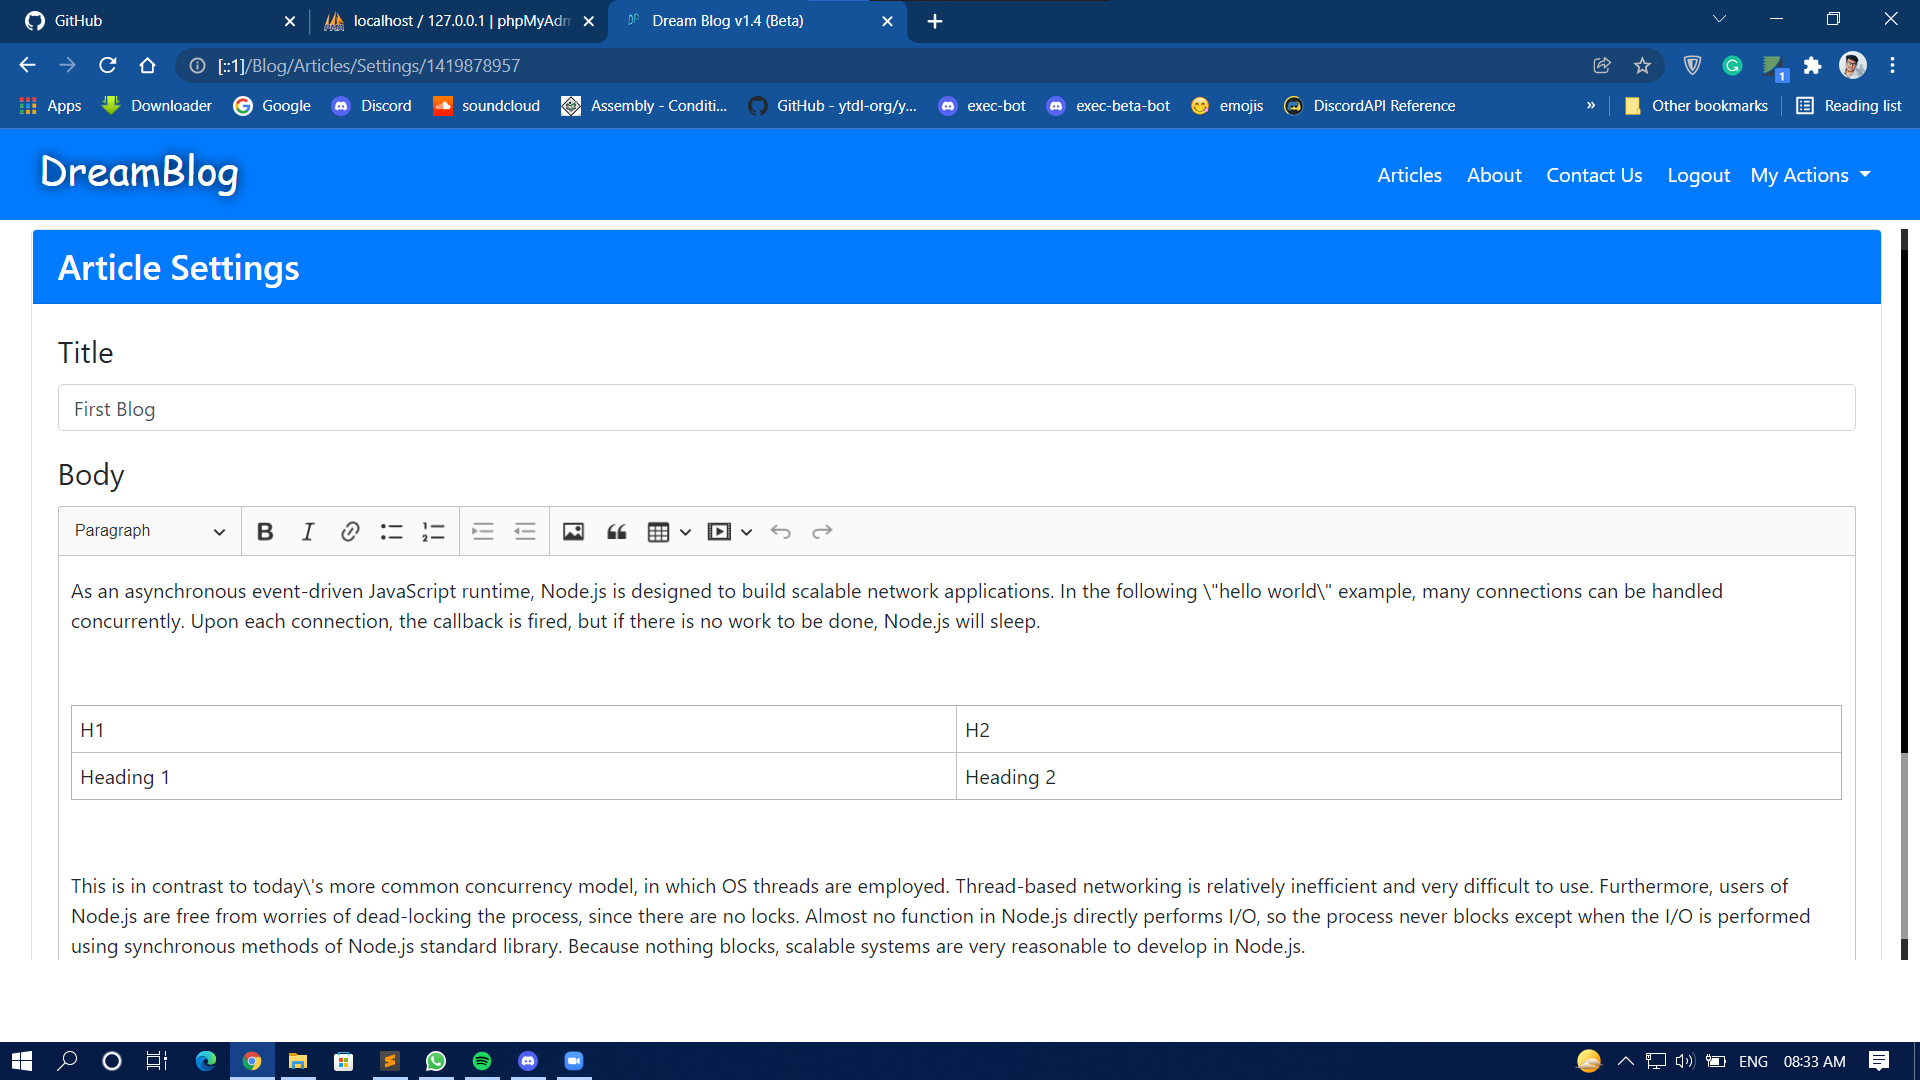 GitHub
localhost / 127.0.0.1 | phpMyAdm
Dream Blog v1.4 (Beta)
[::1]/Blog/Articles/Settings/1419878957
1
Apps
Downloader
Google
Discord
soundcloud
Assembly - Conditi...
GitHub - ytdl-org/y...
exec-bot
exec-beta-bot
emojis
DiscordAPI Reference
»
Other bookmarks
Reading list
DreamBlog
Articles
About
Contact Us
Logout
My Actions
Article Settings
Title
First Blog
Body
Paragraph
As an asynchronous event-driven JavaScript runtime, Node.js is designed to build scalable network applications. In the following \"hello world\" example, many connections can be handled
concurrently. Upon each connection, the callback is fired, but if there is no work to be done, Node.js will sleep.
H1
H2
Heading 1
Heading 2
This is in contrast to today\'s more common concurrency model, in which OS threads are employed. Thread-based networking is relatively inefficient and very difficult to use. Furthermore, users of
Node.js are free from worries of dead-locking the process, since there are no locks. Almost no function in Node.js directly performs I/O, so the process never blocks except when the I/O is performed
using synchronous methods of Node.js standard library. Because nothing blocks, scalable systems are very reasonable to develop in Node.js.
ENG
08:33 AM